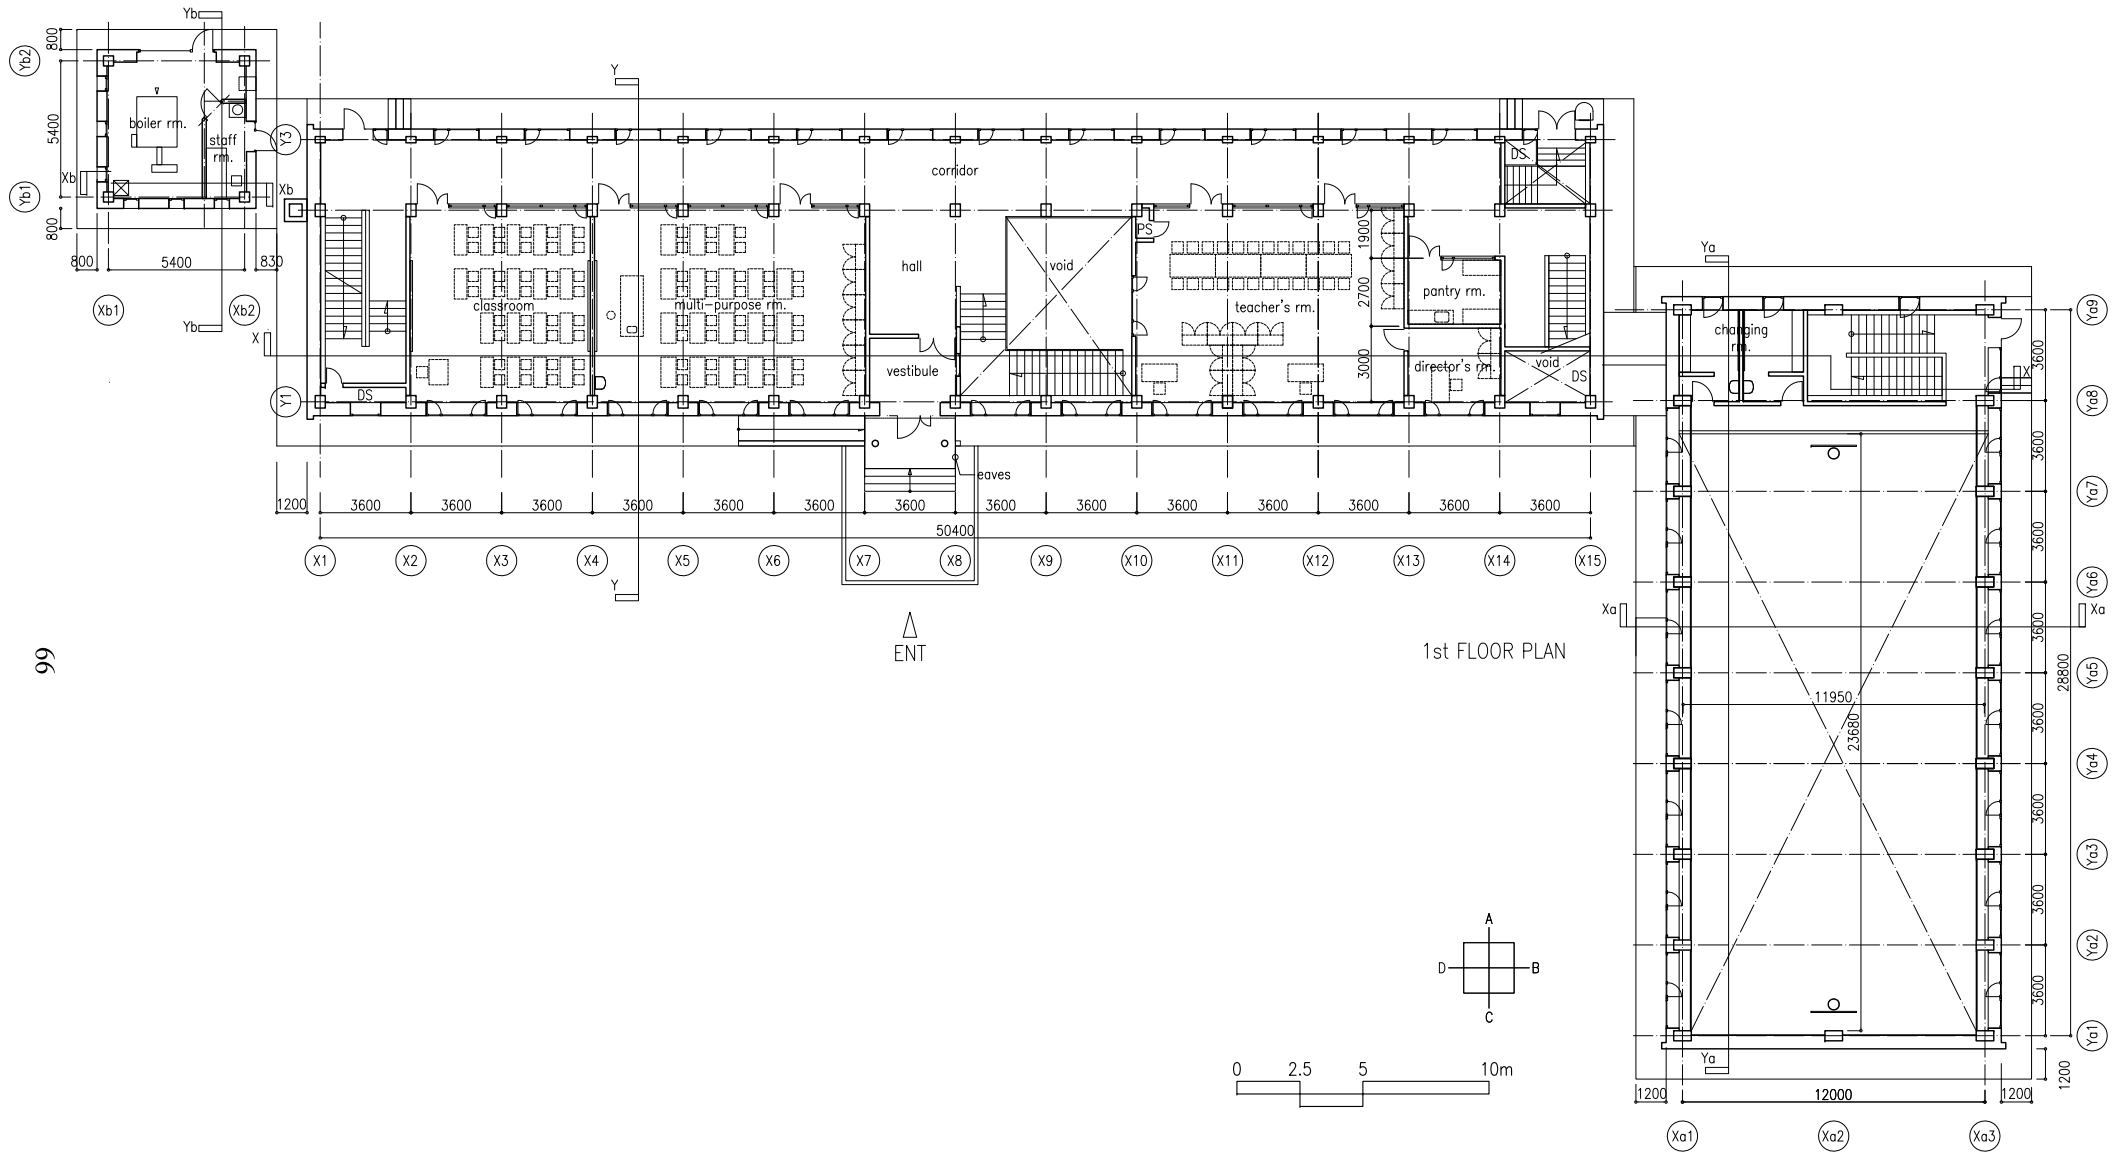 Yb
Yb2
800
5400
boiler rm.
staff
rm.
Xb
Xb
Yb1
800
800
5400
830
Xb1
Xb2
Yb
Y
Y3
corridor
DS
PS
1900
hall
void
classroom
multi-purpose rm.
teacher's rm.
2700
pantry rm.
X
vestibule
3000
director's rm.
void
DS
DS
Y1
eaves
1200
3600
3600
3600
3600
3600
3600
3600
3600
3600
3600
3600
3600
3600
3600
50400
X1
X2
X3
X4
X5
X6
X7
X8
X9
X10
X11
X12
X13
X14
X15
Y
ENT
1st FLOOR PLAN
99
Ya
changing
rm.
X
Ya9
3600
Ya8
3600
Ya7
3600
Ya6
Xa
Xa
3600
Ya5
28800
11950
23680
3600
Ya4
3600
Ya3
3600
Ya2
3600
Ya1
Ya
1200
1200
12000
1200
Xa1
Xa2
Xa3
A
D
B
C
0
2.5
5
10m